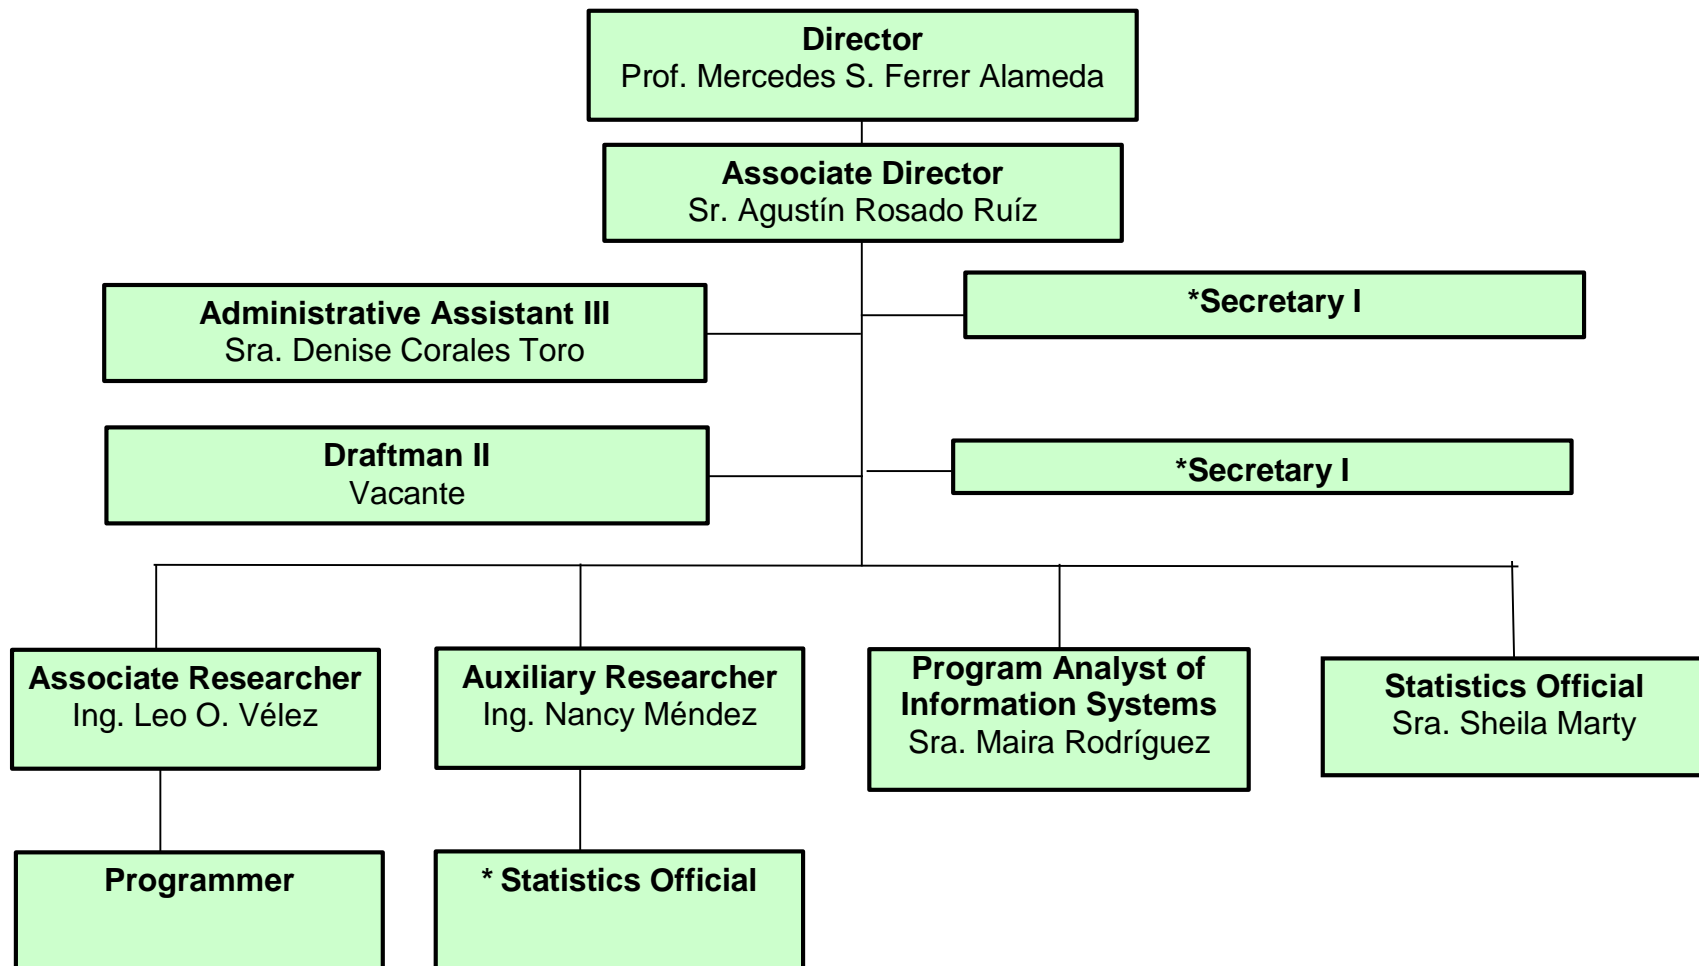 Director
Prof. Mercedes S. Ferrer Alameda
Associate Director
Sr. Agustín Rosado Ruíz
Administrative Assistant III
Sra. Denise Corales Toro
*Secretary I
Draftman II
Vacante
*Secretary I
Associate Researcher
Ing. Leo O. Vélez
Auxiliary Researcher
Ing. Nancy Méndez
Program Analyst of
Information Systems
Sra. Maira Rodríguez
Statistics Official
Sra. Sheila Marty
Programmer
* Statistics Official